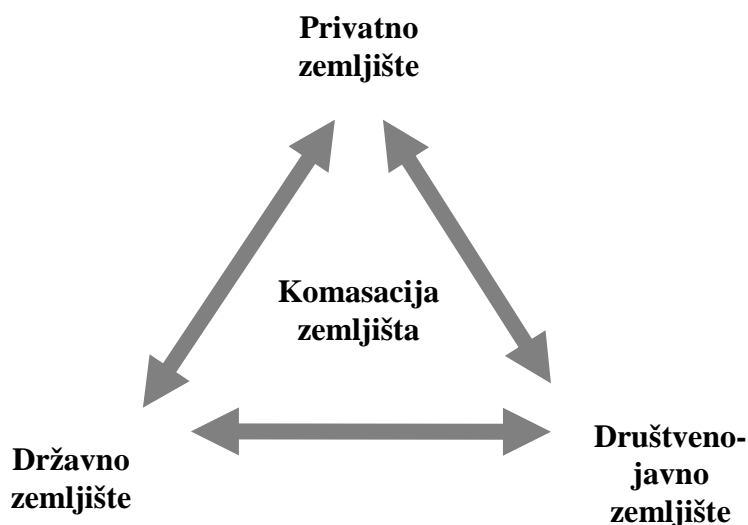 Privatno
zemljište
Komasacija
zemljišta
Državno
zemljište
Društveno-
javno
zemljište